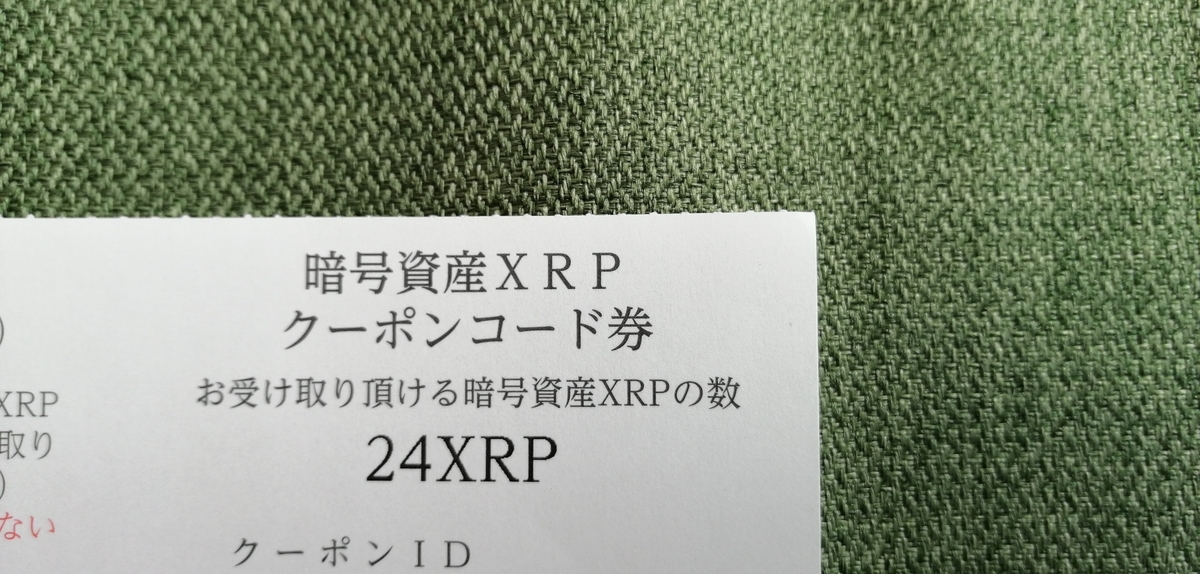 暗号資産ＸＲＰ
クーポンコード券
お受け取り頂ける暗号資産XRPの数
24XRP
クーポンＩＤ
)
XRP
取り
)
ない